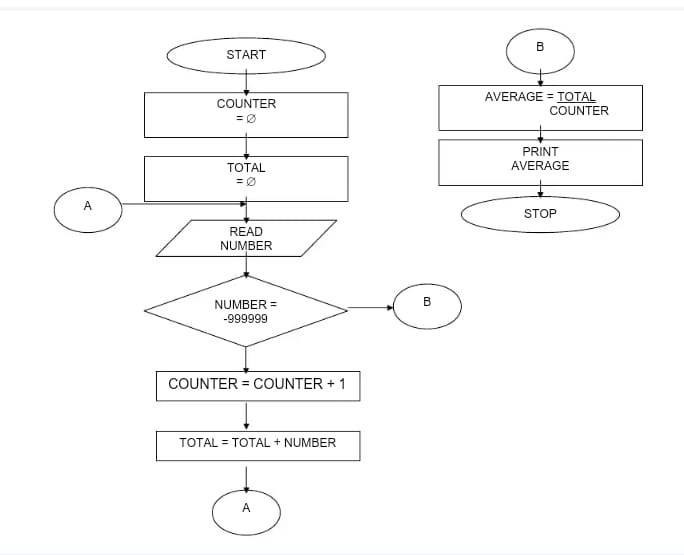 START
COUNTER
= ∅
TOTAL
= ∅
A
READ
NUMBER
NUMBER =
-999999
B
COUNTER = COUNTER + 1
TOTAL = TOTAL + NUMBER
A
B
AVERAGE = TOTAL
COUNTER
PRINT
AVERAGE
STOP